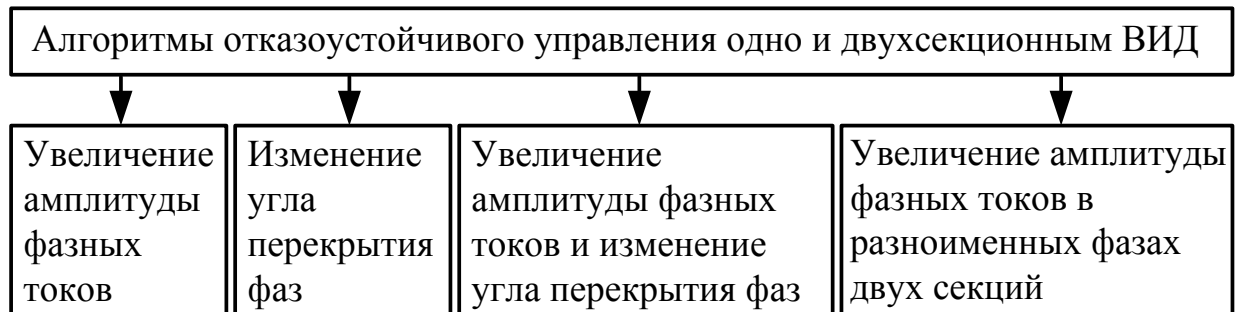 Алгоритмы отказоустойчивого управления одно и двухсекционным ВИД
Увеличение
амплитуды
фазных
токов
Изменение
угла
перекрытия
фаз
Увеличение
амплитуды фазных
токов и изменение
угла перекрытия фаз
Увеличение амплитуды
фазных токов в
разноименных фазах
двух секций